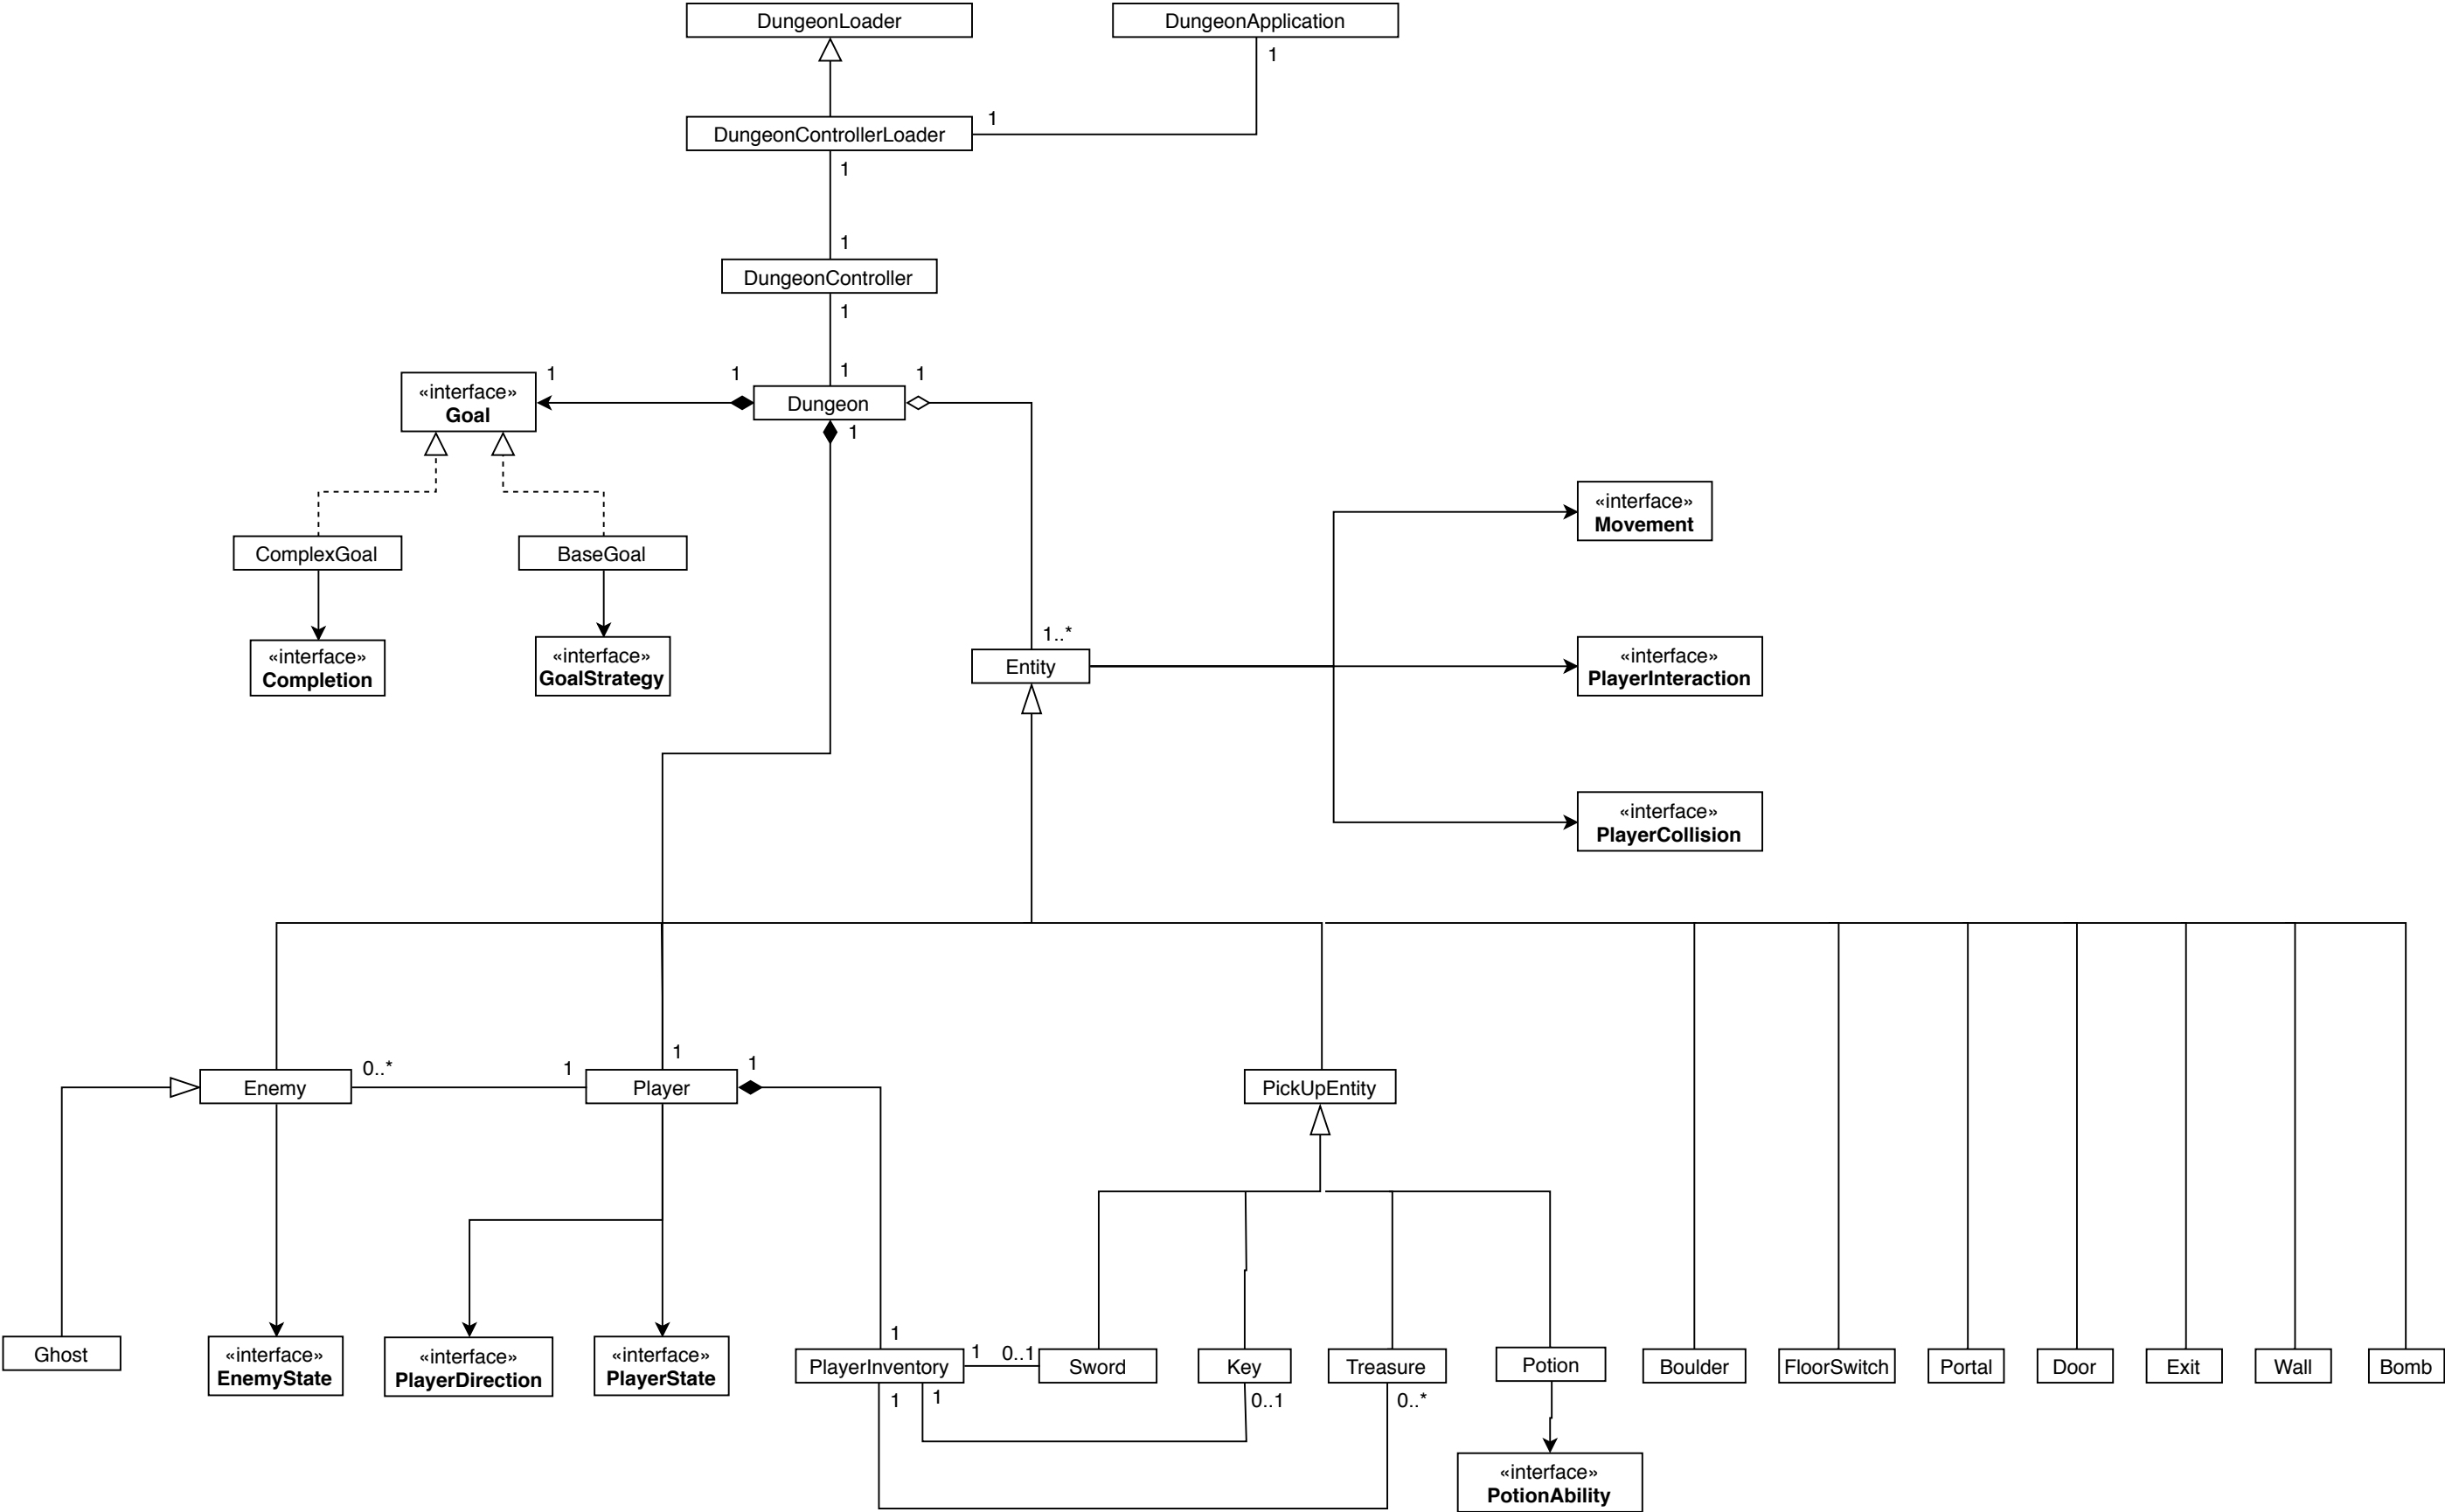 DungeonLoader
DungeonApplication
1
1
DungeonControllerLoader
1
1
DungeonController
1
1
1
1
1
«interface»
Goal
Dungeon
1
«interface»
Movement
ComplexGoal
BaseGoal
1..*
«interface»
Completion
«interface»
GoalStrategy
Entity
«interface»
PlayerInteraction
«interface»
PlayerCollision
1
1
0..*
1
Enemy
Player
PickUpEntity
1
1
0..1
Ghost
«interface»
EnemyState
«interface»
PlayerDirection
«interface»
PlayerState
PlayerInventory
Sword
Key
Treasure
Potion
Boulder
FloorSwitch
Portal
Door
Exit
Wall
Bomb
1
1
0..1
0..*
«interface»
PotionAbility